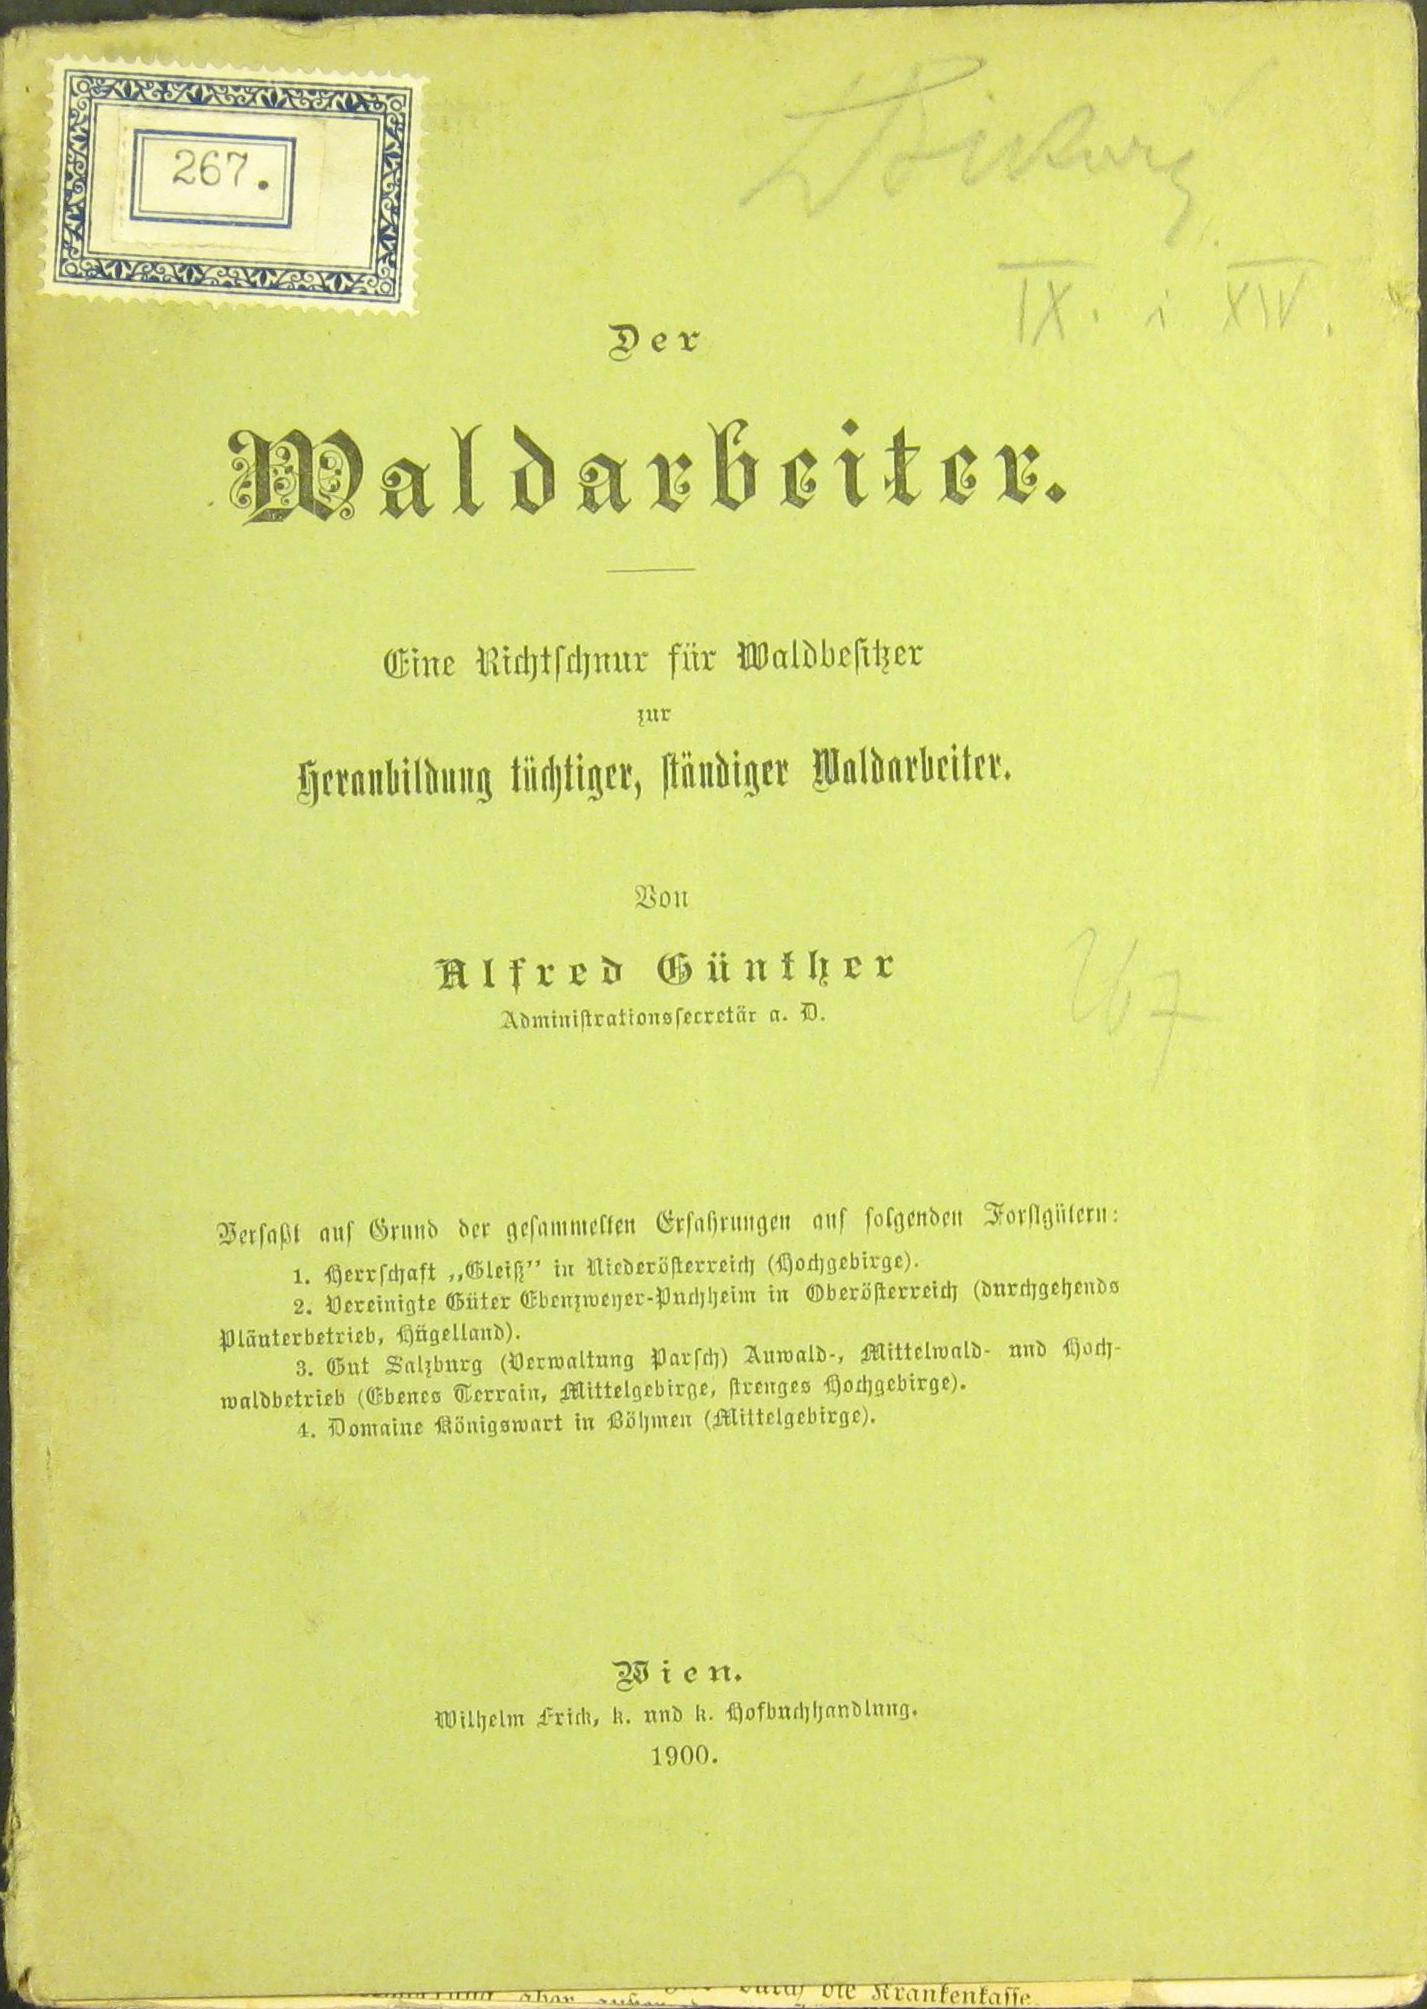 267.
IX. i XIV.
Der
Waldarbeiter.
Eine Richtschnur für Waldbesitzer
zur
Heranbildung tüchtiger, ständiger Waldarbeiter.
Von
Alfred Günther
Administrationssecretär a. D.
267
Verfaßt auf Grund der gesammelten Erfahrungen auf folgenden Forstgütern:
1. Herrschaft „Gleiß” in Niederösterreich (Hochgebirge).
2. Vereinigte Güter Ebenzweyer-Puchheim in Oberösterreich (durchgehends
Plänterbetrieb, Hügelland).
3. Gut Salzburg (Verwaltung Parsch) Auwald-, Mittelwald- und Hoch-
waldbetrieb (Ebenes Terrain, Mittelgebirge, strenges Hochgebirge).
4. Domaine Königswart in Böhmen (Mittelgebirge).
Wien.
Wilhelm Frick, k. und k. Hofbuchhandlung.
1900.
durch die Krankenkasse